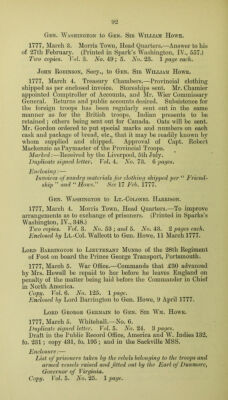 92
Gen. Washington to Gen. Sir William Howe.
1777, March 3. Morris Town, Head Quarters.—Answer to his
of 27th February. (Printed in Spark's Washington, IV., 557.)
Two copies. Vol. 3. No. 49; 5. No. 25. 1 page each.
John Robinson, Secy., to Gen. Sir William Howe.
1777, March 4. Treasury Chambers.—Provincial clothing
shipped as per enclosed invoice. Storeships sent. Mr. Chamier
appointed Comptroller of Accounts, and Mr. Wier Commissary
General. Returns and public accounts desired. Subsistence for
the foreign troops has been regularly sent out in the same
manner as for the British troops. Indian presents to be
retained; others being sent out for Canada. Oats will be sent.
Mr. Gordon ordered to put special marks and numbers on each
cask and package of bread, etc., that it may be readily known by
whom supplied and shipped. Approval of Capt. Robert
Mackenzie as Paymaster of the Provincial Troops.
Marked:—Received by the Liverpool, 5th July.
Duplicate signed letter. Vol. 4. No. 73. 6 pages.
Enclosing:—
Invoices of sundry materials for clothing shipped per "Friend-
ship" and "Howe." See 17 Feb. 1777.
Gen. Washington to Lt.-Colonel Harrison.
1777, March 4. Morris Town, Head Quarters.—To improve
arrangements as to exchange of prisoners. (Printed in Sparks's
Washington, IV., 348.)
Two copies. Vol. 3. No. 53; and 5. No. 43. 2 pages each.
Enclosed by Lt.-Col. Walcott to Gen. Howe, 11 March 1777.
Lord Barrington to Lieutenant Munro of the 28th Regiment
of Foot on board the Prince George Transport, Portsmouth.
1777, March 5. War Office.—Commands that £90 advanced
by Mrs. Howell be repaid to her before he leaves England on
penalty of the matter being laid before the Commander in Chief
in North America.
Copy. Vol. 6. No. 125. 1 page.
Enclosed by Lord Barrington to Gen. Howe, 9 April 1777.
Lord George Germain to Gen. Sir Wm. Howe.
1777, March 5. Whitehall.—No. 6.
Duplicate signed letter. Vol. 5. No. 24. 3 pages.
Draft in the Public Record Office, America and W. Indies 132,
fo. 231; copy 431, fo. 195; and in the Sackville MSS.
Enclosure:—
List of prisoners taken by the rebels belonging to the troops and
armed vessels raised and fitted out by the Earl of Dunmore,
Governor of Virginia.
Copy. Vol. 5. No. 25. 1 page.